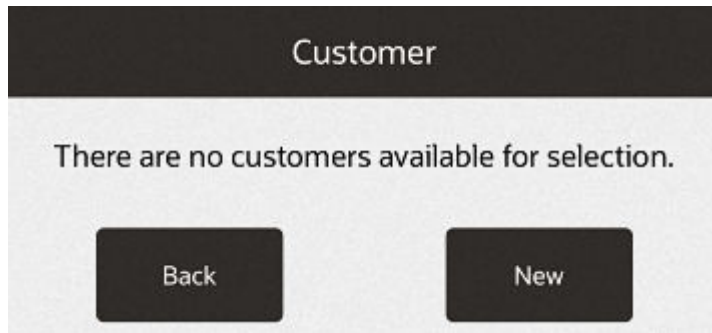 Customer
There are no customers available for selection.
Back
New